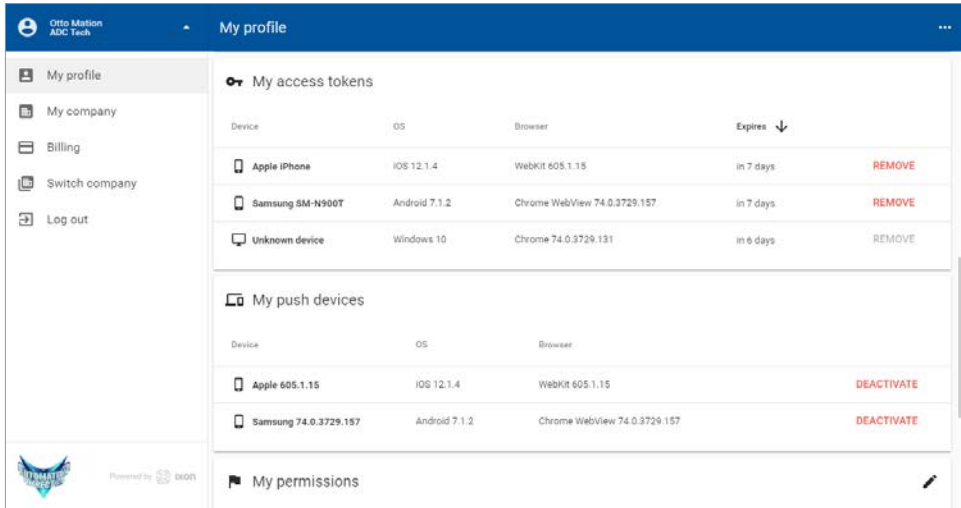 Otto Mation
ADC Tech
My profile
My profile
My company
Billing
Switch company
Log out
My access tokens
Device OS Browser Expires
Apple iPhone iOS 12.1.4 WebKit 605.1.15 in 7 days REMOVE
Samsung SM-N900T Android 7.1.2 Chrome WebView 74.0.3729.157 in 7 days REMOVE
Unknown device Windows 10 Chrome 74.0.3729.131 in 6 days REMOVE
My push devices
Device OS Browser
Apple 605.1.15 iOS 12.1.4 WebKit 605.1.15 DEACTIVATE
Samsung 74.0.3729.157 Android 7.1.2 Chrome WebView 74.0.3729.157 DEACTIVATE
Powered by ixon
My permissions